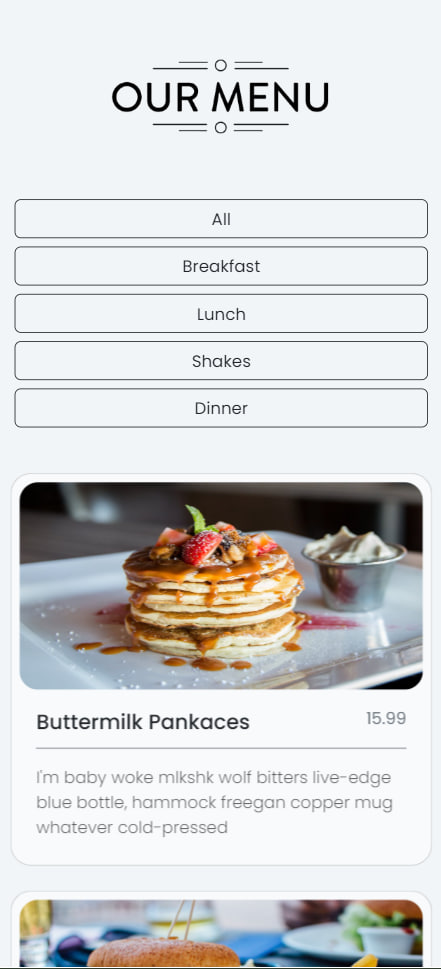 OUR MENU
All
Breakfast
Lunch
Shakes
Dinner
Buttermilk Pankaces 15.99
I'm baby woke mlkshk wolf bitters live-edge
blue bottle, hammock freegan copper mug
whatever cold-pressed